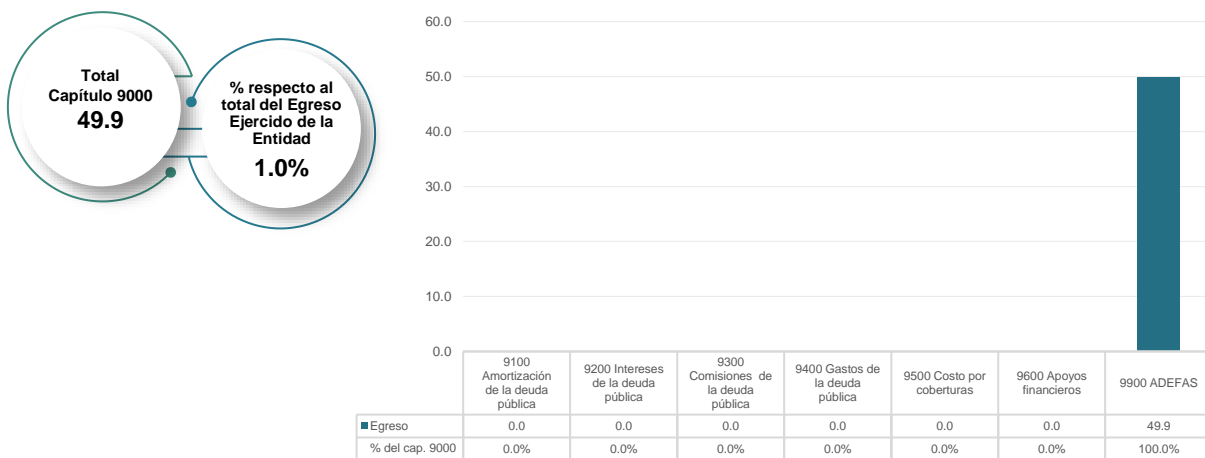 Total
Capítulo 9000
49.9
% respecto al
total del Egreso
Ejercido de la
Entidad
1.0%
60.0
50.0
40.0
30.0
20.0
10.0
0.0
9100
Amortización
de la deuda
pública
9200 Intereses
de la deuda
pública
9300
Comisiones de
la deuda
pública
9400 Gastos de
la deuda
pública
9500 Costo por
coberturas
9600 Apoyos
financieros
9900 ADEFAS
Egreso 0.0 0.0 0.0 0.0 0.0 0.0 49.9
% del cap. 9000 0.0% 0.0% 0.0% 0.0% 0.0% 0.0% 100.0%